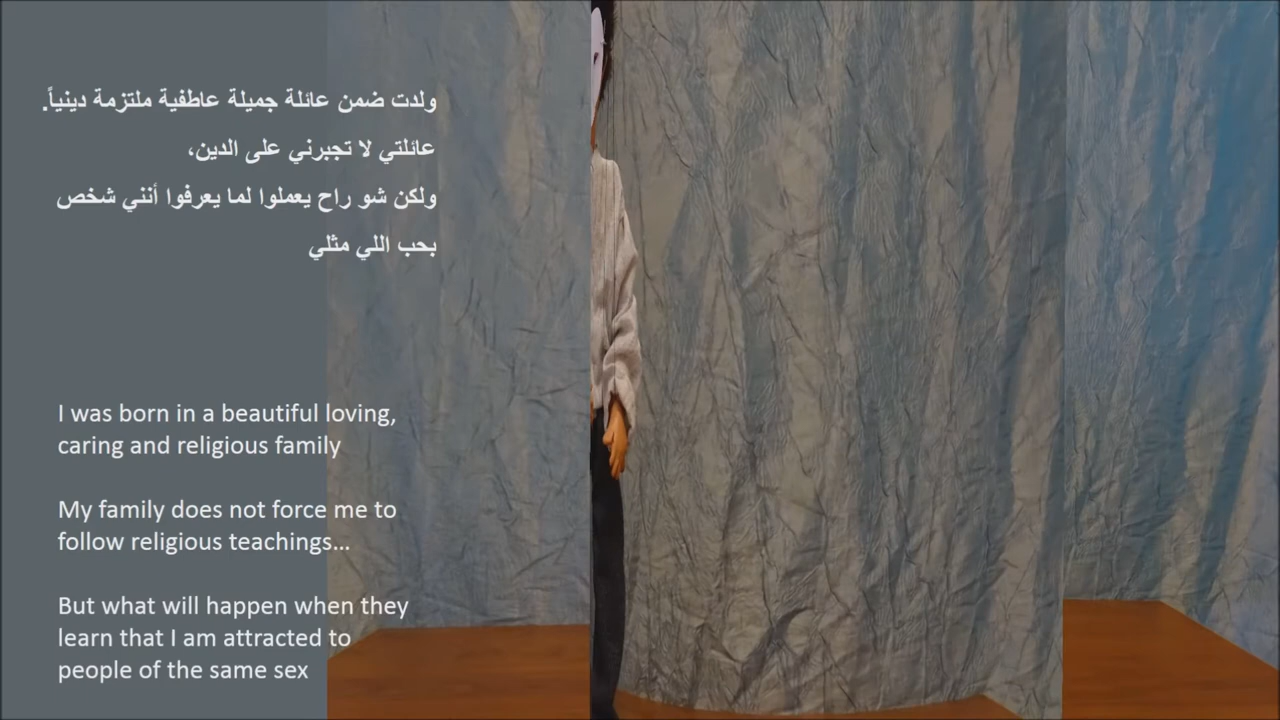 ولدت ضمن عائلة جميلة عاطفية ملتزمة دينياً.
عائلتي لا تجبرني على الدين،
ولكن شو راح يعملوا لما يعرفوا أنني شخص
بحب اللي مثلي
I was born in a beautiful loving,
caring and religious family
My family does not force me to
follow religious teachings...
But what will happen when they
learn that I am attracted to
people of the same sex